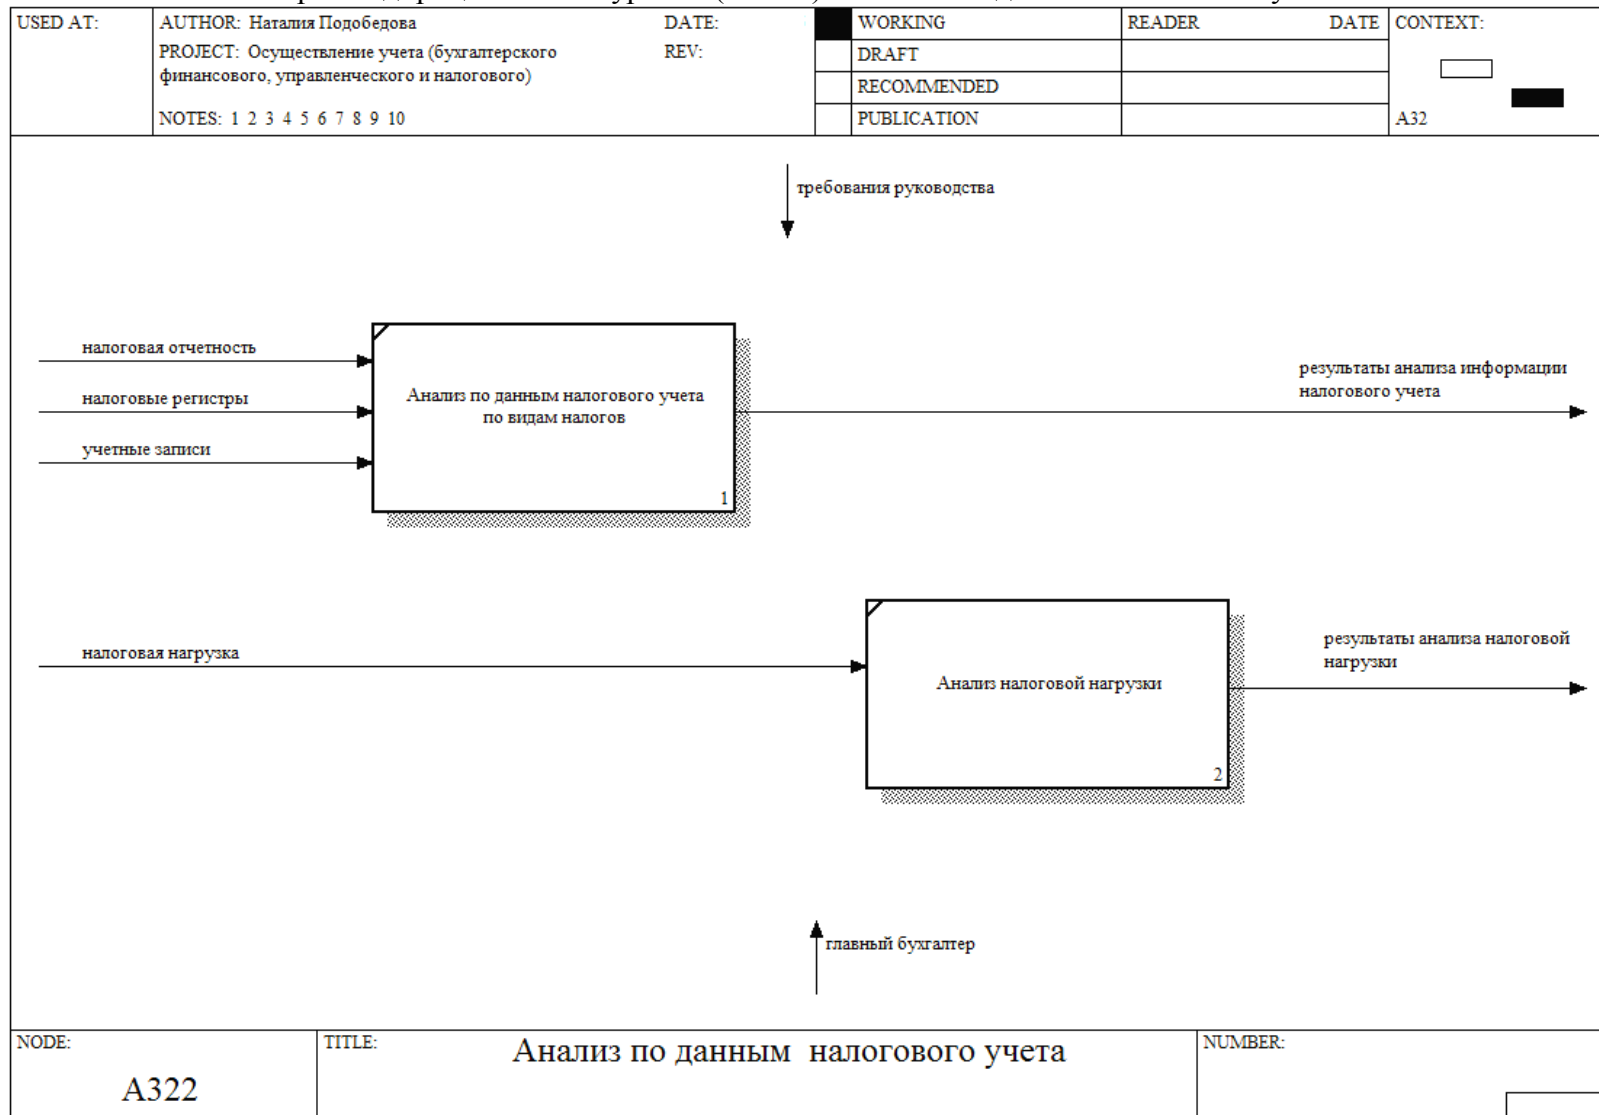 USED AT:
AUTHOR: Наталия Подобедова
DATE:
PROJECT: Осуществление учета (бухгалтерского
REV:
финансового, управленческого и налогового)
NOTES: 1 2 3 4 5 6 7 8 9 10
WORKING
DRAFT
RECOMMENDED
PUBLICATION
READER
DATE
CONTEXT:
A32
требования руководства
налоговая отчетность
налоговые регистры
учетные записи
Анализ по данным налогового учета
по видам налогов
1
результаты анализа информации
налогового учета
налоговая нагрузка
Анализ налоговой нагрузки
2
результаты анализа налоговой
нагрузки
главный бухгалтер
NODE:
A322
TITLE:
Анализ по данным налогового учета
NUMBER: